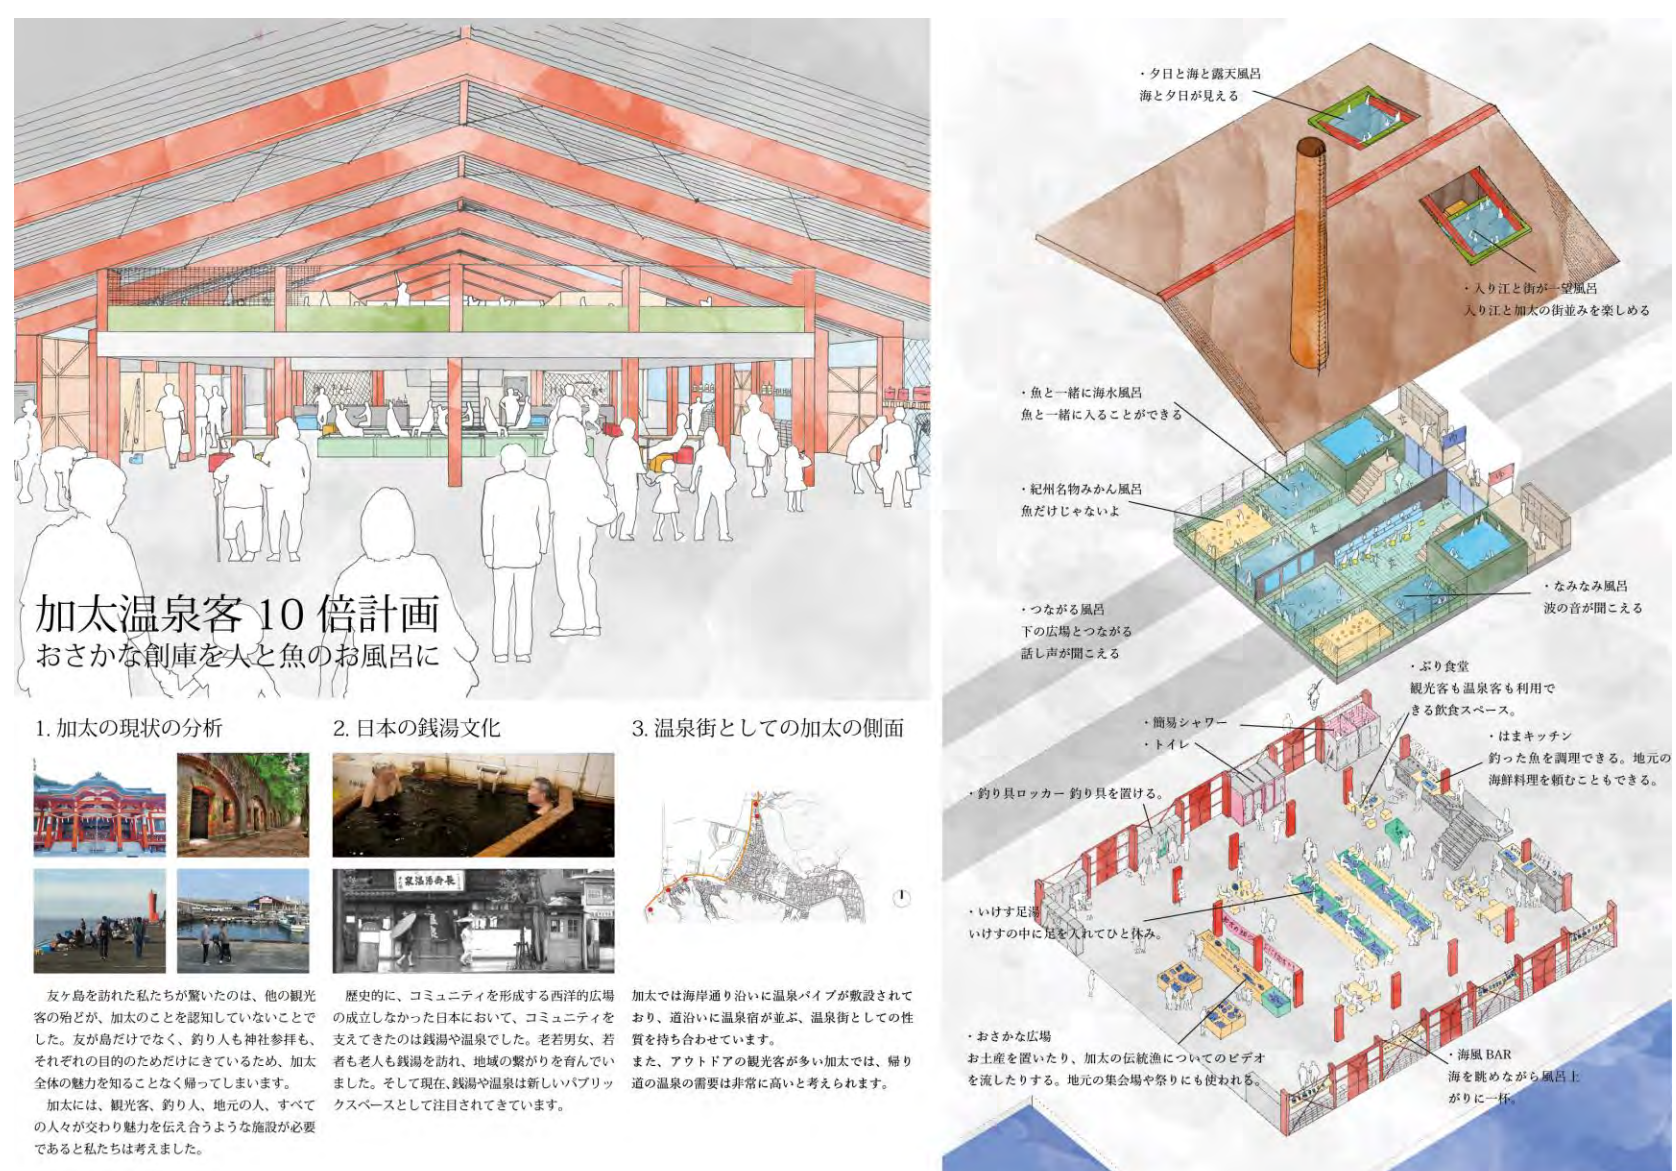 加太温泉客 10 倍計画
おさかな創庫を人と魚のお風呂に
1. 加太の現状の分析
友ヶ島を訪れた私たちが驚いたのは、他の観光
客の殆どが、加太のことを認知していないことで
した。友が島だけでなく、釣り人も神社参拝も、
それぞれの目的のためだけにきているため、加太
全体の魅力を知ることなく帰ってしまいます。
加太には、観光客、釣り人、地元の人、すべて
の人々が交わり魅力を伝え合うような施設が必要
であると私たちは考えました。
2. 日本の銭湯文化
歴史的に、コミュニティを形成する西洋的広場
の成立しなかった日本において、コミュニティを
支えてきたのは銭湯や温泉でした。老若男女、若
者も老人も銭湯を訪れ、地域の繋がりを育んでい
ました。そして現在、銭湯や温泉は新しいパブリッ
クスペースとして注目されてきています。
3. 温泉街としての加太の側面
加太では海岸通り沿いに温泉パイプが敷設されて
おり、道沿いに温泉宿が並ぶ、温泉街としての性
質を持ち合わせています。
また、アウトドアの観光客が多い加太では、帰り
道の温泉の需要は非常に高いと考えられます。
・夕日と海と露天風呂
海と夕日が見える
・入り江と街が一望風呂
入り江と加太の街並みを楽しめる
・魚と一緒に海水風呂
魚と一緒に入ることができる
・紀州名物みかん風呂
魚だけじゃないよ
・なみなみ風呂
波の音が聞こえる
・つながる風呂
下の広場とつながる
話し声が聞こえる
・ぶり食堂
観光客も温泉客も利用で
きる飲食スペース。
・簡易シャワー
・トイレ
・はまキッチン
釣った魚を調理できる。地元の
海鮮料理を頼むこともできる。
・釣り具ロッカー 釣り具を置ける。
・いけす足湯
いけすの中に足を入れてひと休み。
・おさかな広場
お土産を置いたり、加太の伝統漁についてのビデオ
を流したりする。地元の集会場や祭りにも使われる。
・海風 BAR
海を眺めながら風呂上
がりに一杯。